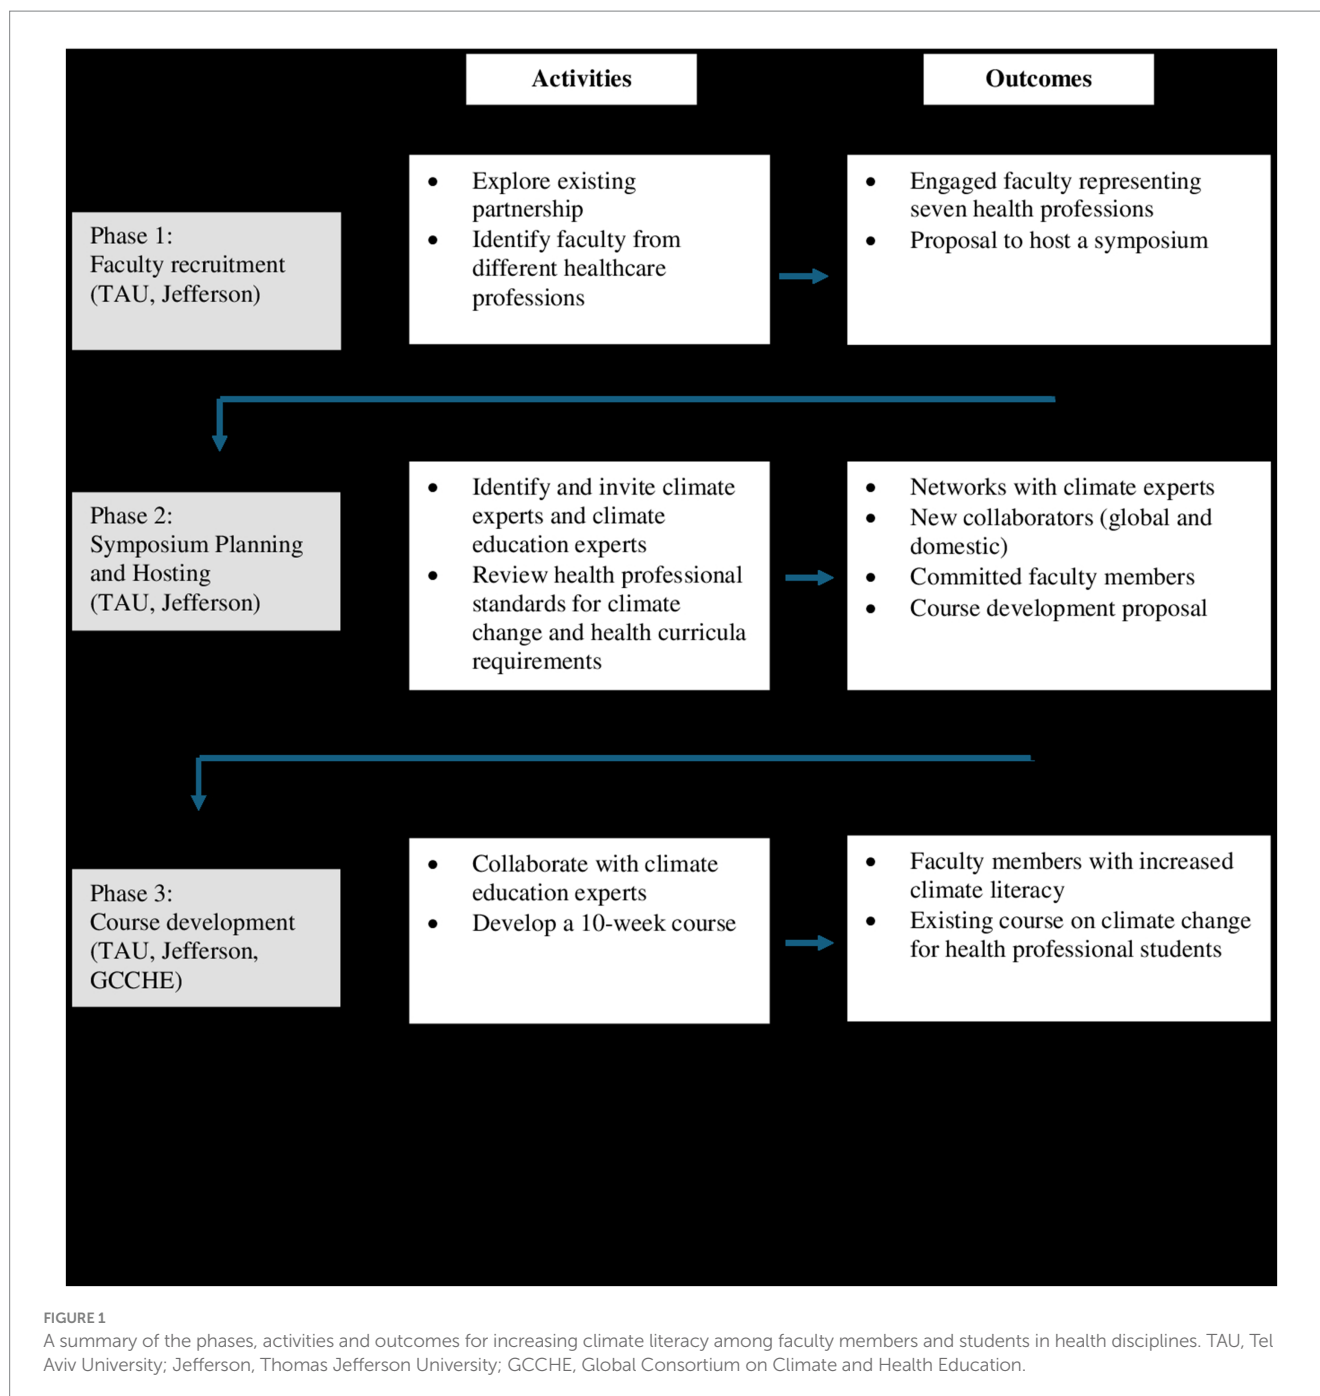 Activities
Outcomes
Phase 1:
Faculty recruitment
(TAU, Jefferson)
• Explore existing
partnership
• Identify faculty from
different healthcare
professions
• Engaged faculty representing
seven health professions
• Proposal to host a symposium
Phase 2:
Symposium Planning
and Hosting
(TAU, Jefferson)
• Identify and invite climate
experts and climate
education experts
• Review health professional
standards for climate
change and health curricula
requirements
• Networks with climate experts
• New collaborators (global and
domestic)
• Committed faculty members
• Course development proposal
Phase 3:
Course development
(TAU, Jefferson,
GCCHE)
• Collaborate with climate
education experts
• Develop a 10-week course
• Faculty members with increased
climate literacy
• Existing course on climate change
for health professional students
FIGURE 1
A summary of the phases, activities and outcomes for increasing climate literacy among faculty members and students in health disciplines. TAU, Tel
Aviv University; Jefferson, Thomas Jefferson University; GCCHE, Global Consortium on Climate and Health Education.